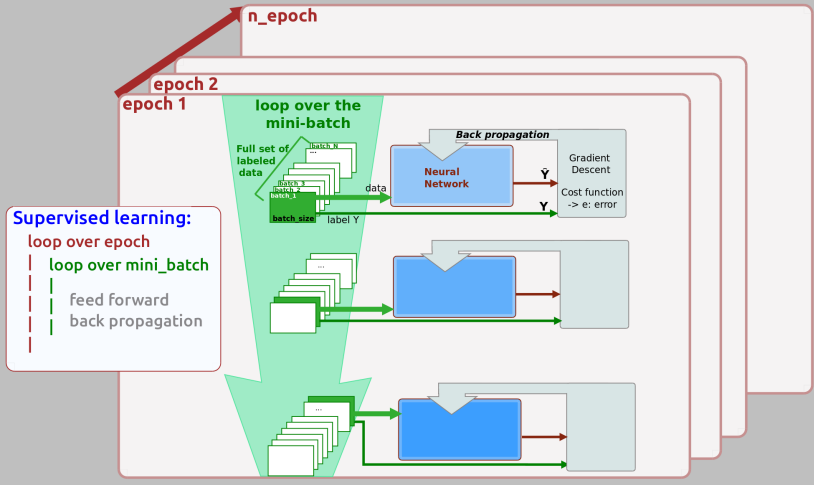 n_epoch
epoch 2
epoch 1
loop over the
mini-batch
Full set of
labeled
data
batch_N
...
batch_3
batch_2
batch_1
batch_size
data
label Y
Neural
Network
Back propagation
Ŷ
Y
Gradient
Descent
Cost function
-> e: error
Supervised learning:
loop over epoch
loop over mini_batch
feed forward
back propagation
...
...